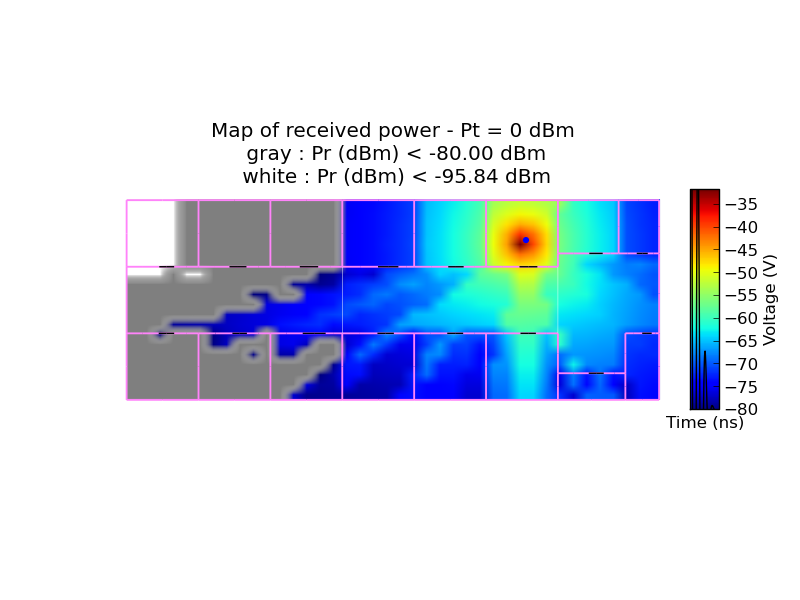 Map of received power - Pt = 0 dBm
gray : Pr (dBm) < -80.00 dBm
white : Pr (dBm) < -95.84 dBm
−35
−40
−45
−50
−55
−60
−65
−70
−75
−80
Voltage (V)
Time (ns)